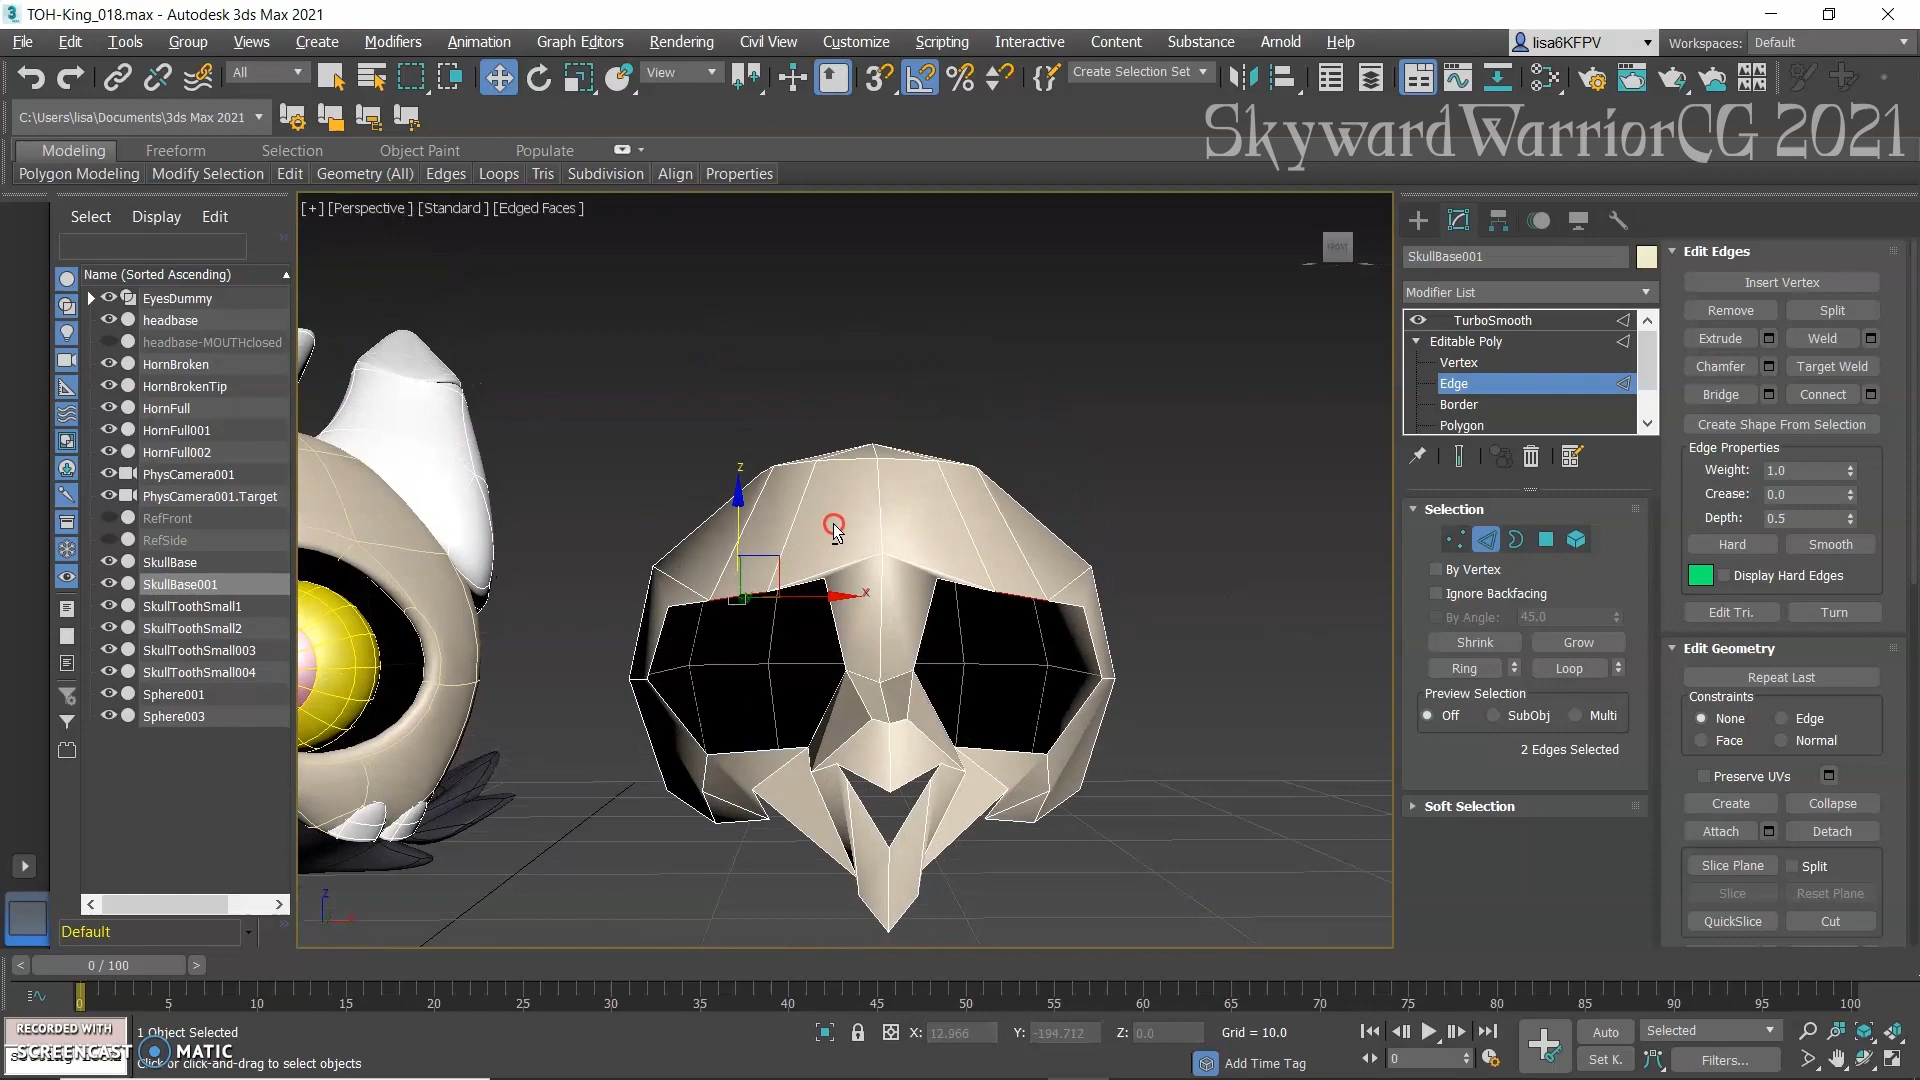 TOH-King_018.max - Autodesk 3ds Max 2021
File Edit Tools Group Views Create Modifiers Animation Graph Editors Rendering Civil View Customize Scripting Interactive Content Substance Arnold Help
lisa6KFPV Workspaces: Default
All View Create Selection Set
C:\Users\lisa\Documents\3ds Max 2021
SkywardWarriorCG 2021
Modeling Freeform Selection Object Paint Populate
Polygon Modeling Modify Selection Edit Geometry (All) Edges Loops Tris Subdivision Align Properties
Select Display Edit
Name (Sorted Ascending)
EyesDummy
headbase
headbase-MOUTHclosed
HornBroken
HornBrokenTip
HornFull
HornFull001
HornFull002
PhysCamera001
PhysCamera001.Target
RefFront
RefSide
SkullBase
SkullBase001
SkullToothSmall1
SkullToothSmall2
SkullToothSmall003
SkullToothSmall004
Sphere001
Sphere003
Default
[+] [Perspective] [Standard] [Edged Faces]
FRONT
z
x
z
SkullBase001
Modifier List
TurboSmooth
Editable Poly
Vertex
Edge
Border
Polygon
Selection
By Vertex
Ignore Backfacing
By Angle: 45.0
Shrink Grow
Ring Loop
Preview Selection
Off SubObj Multi
2 Edges Selected
Soft Selection
Edit Edges
Insert Vertex
Remove Split
Extrude Weld
Chamfer Target Weld
Bridge Connect
Create Shape From Selection
Edge Properties
Weight: 1.0
Crease: 0.0
Depth: 0.5
Hard Smooth
Display Hard Edges
Edit Tri. Turn
Edit Geometry
Repeat Last
Constraints
None Edge
Face Normal
Preserve UVs
Create Collapse
Attach Detach
Slice Plane Split
Slice Reset Plane
QuickSlice Cut
< 0 / 100 >
0 5 10 15 20 25 30 35 40 45 50 55 60 65 70 75 80 85 90 95 100
RECORDED WITH
SCREENCAST MATIC
1 Object Selected
Click or click-and-drag to select objects
X: 12.966 Y: -194.712 Z: 0.0 Grid = 10.0
Add Time Tag
0
Auto Selected
Set K. Filters...